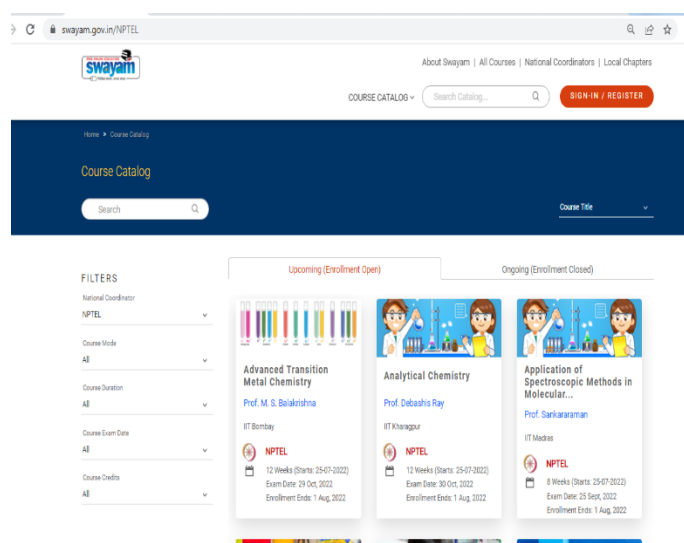 swayam.gov.in/NPTEL
swayam
About Swayam | All Courses | National Coordinators | Local Chapters
COURSE CATALOG
Search Catalog...
SIGN-IN / REGISTER
Home > Course Catalog
Course Catalog
Search
Course Title
FILTERS
National Coordinator
NPTEL
Course Mode
All
Course Duration
All
Course Exam Date
All
Course Credits
All
Upcoming (Enrollment Open)
Ongoing (Enrollment Closed)
Advanced Transition
Metal Chemistry
Prof. M. S. Balakrishna
IIT Bombay
NPTEL
12 Weeks (Starts: 25-07-2022)
Exam Date: 29 Oct, 2022
Enrollment Ends: 1 Aug, 2022
Analytical Chemistry
Prof. Debashis Ray
IIT Kharagpur
NPTEL
12 Weeks (Starts: 25-07-2022)
Exam Date: 30 Oct, 2022
Enrollment Ends: 1 Aug, 2022
Application of
Spectroscopic Methods in
Molecular...
Prof. Sankararaman
IIT Madras
NPTEL
8 Weeks (Starts: 25-07-2022)
Exam Date: 25 Sept, 2022
Enrollment Ends: 1 Aug, 2022